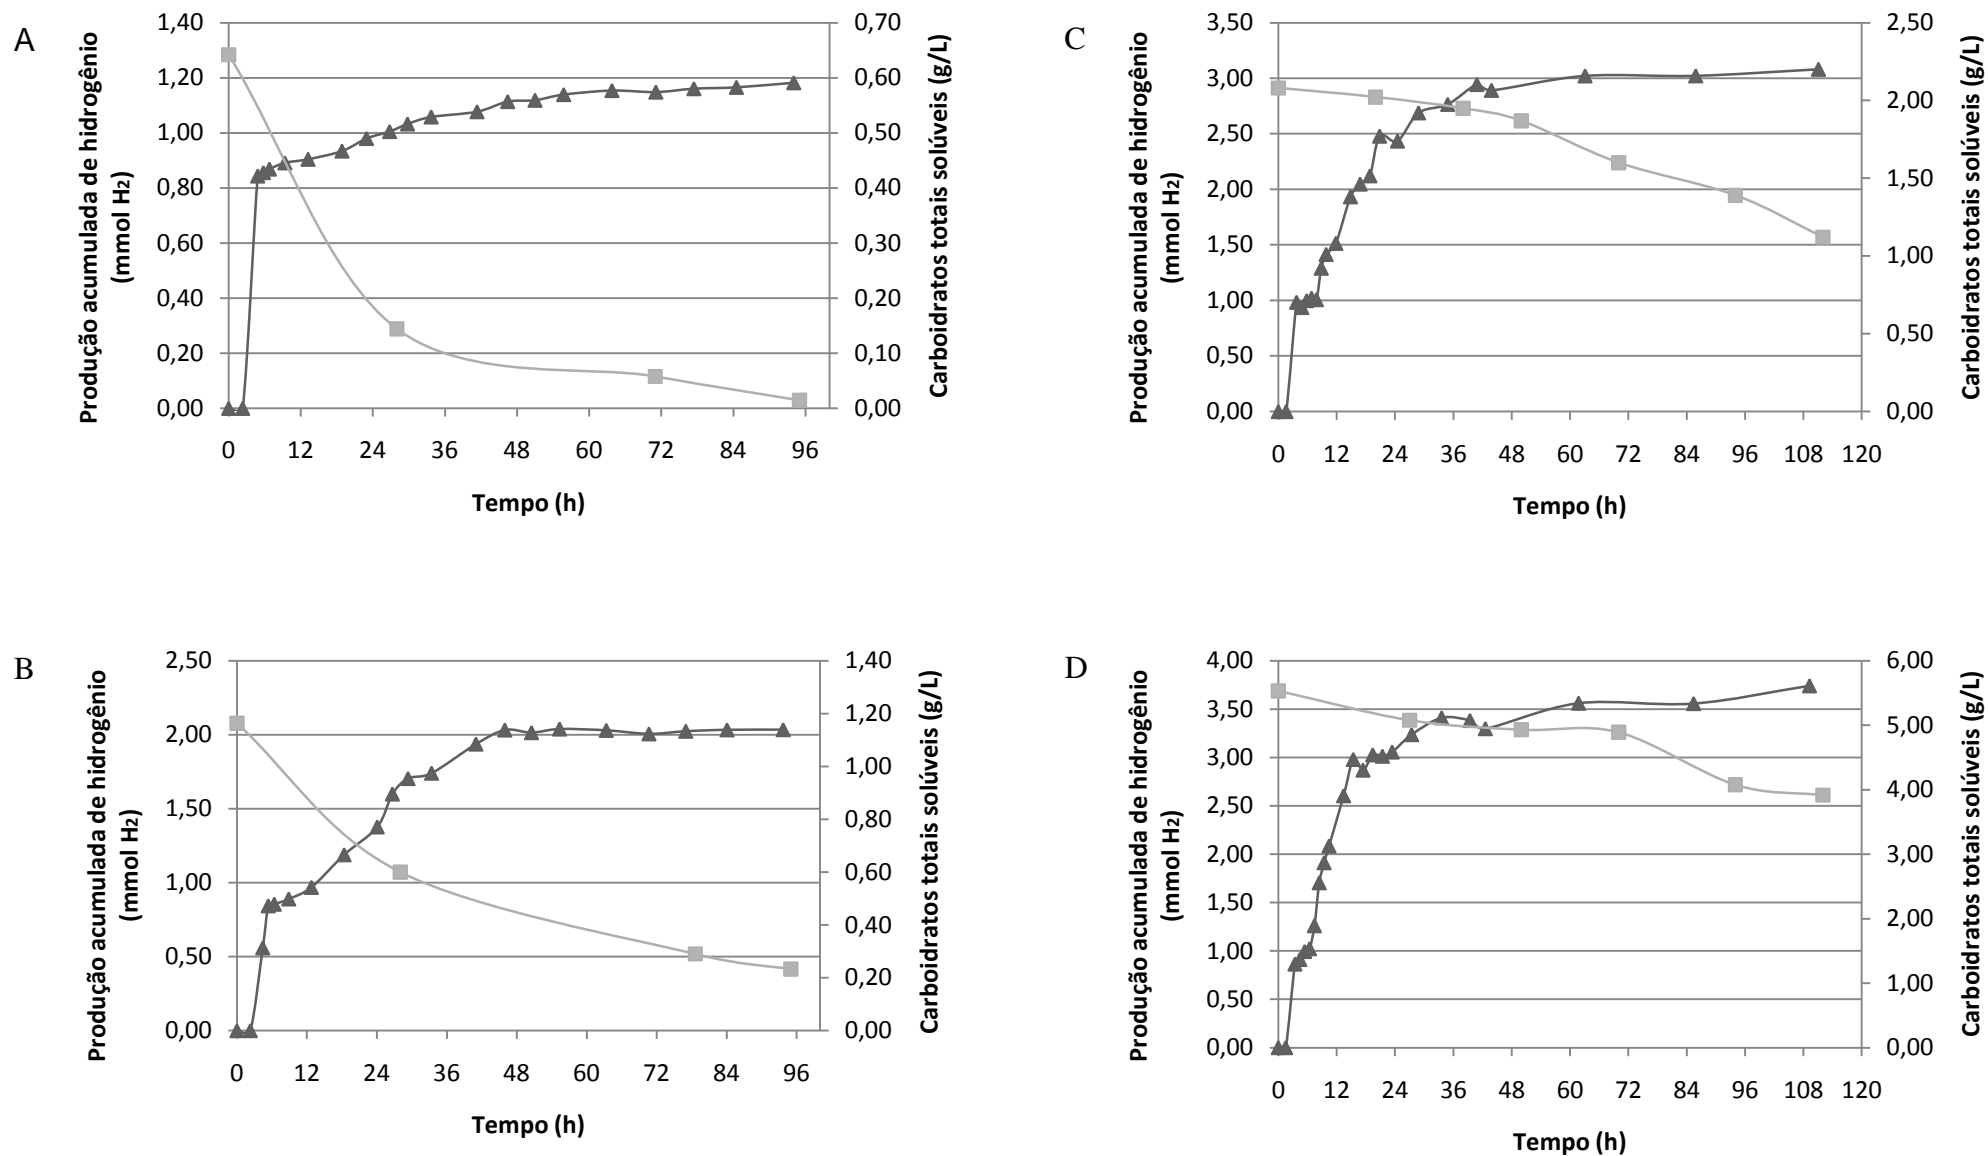 A
Produção acumulada de hidrogênio
(mmol H2)
1,40
1,20
1,00
0,80
0,60
0,40
0,20
0,00
0,70
0,60
0,50
0,40
0,30
0,20
0,10
0,00
Carboidratos totais solúveis (g/L)
0 12 24 36 48 60 72 84 96
Tempo (h)
C
Produção acumulada de hidrogênio
(mmol H2)
3,50
3,00
2,50
2,00
1,50
1,00
0,50
0,00
2,50
2,00
1,50
1,00
0,50
0,00
Carboidratos totais solúveis (g/L)
0 12 24 36 48 60 72 84 96 108 120
Tempo (h)
B
Produção acumulada de hidrogênio
(mmol H2)
2,50
2,00
1,50
1,00
0,50
0,00
1,40
1,20
1,00
0,80
0,60
0,40
0,20
0,00
Carboidratos totais solúveis (g/L)
0 12 24 36 48 60 72 84 96
Tempo (h)
D
Produção acumulada de hidrogênio
(mmol H2)
4,00
3,50
3,00
2,50
2,00
1,50
1,00
0,50
0,00
6,00
5,00
4,00
3,00
2,00
1,00
0,00
Carboidratos totais solúveis (g/L)
0 12 24 36 48 60 72 84 96 108 120
Tempo (h)